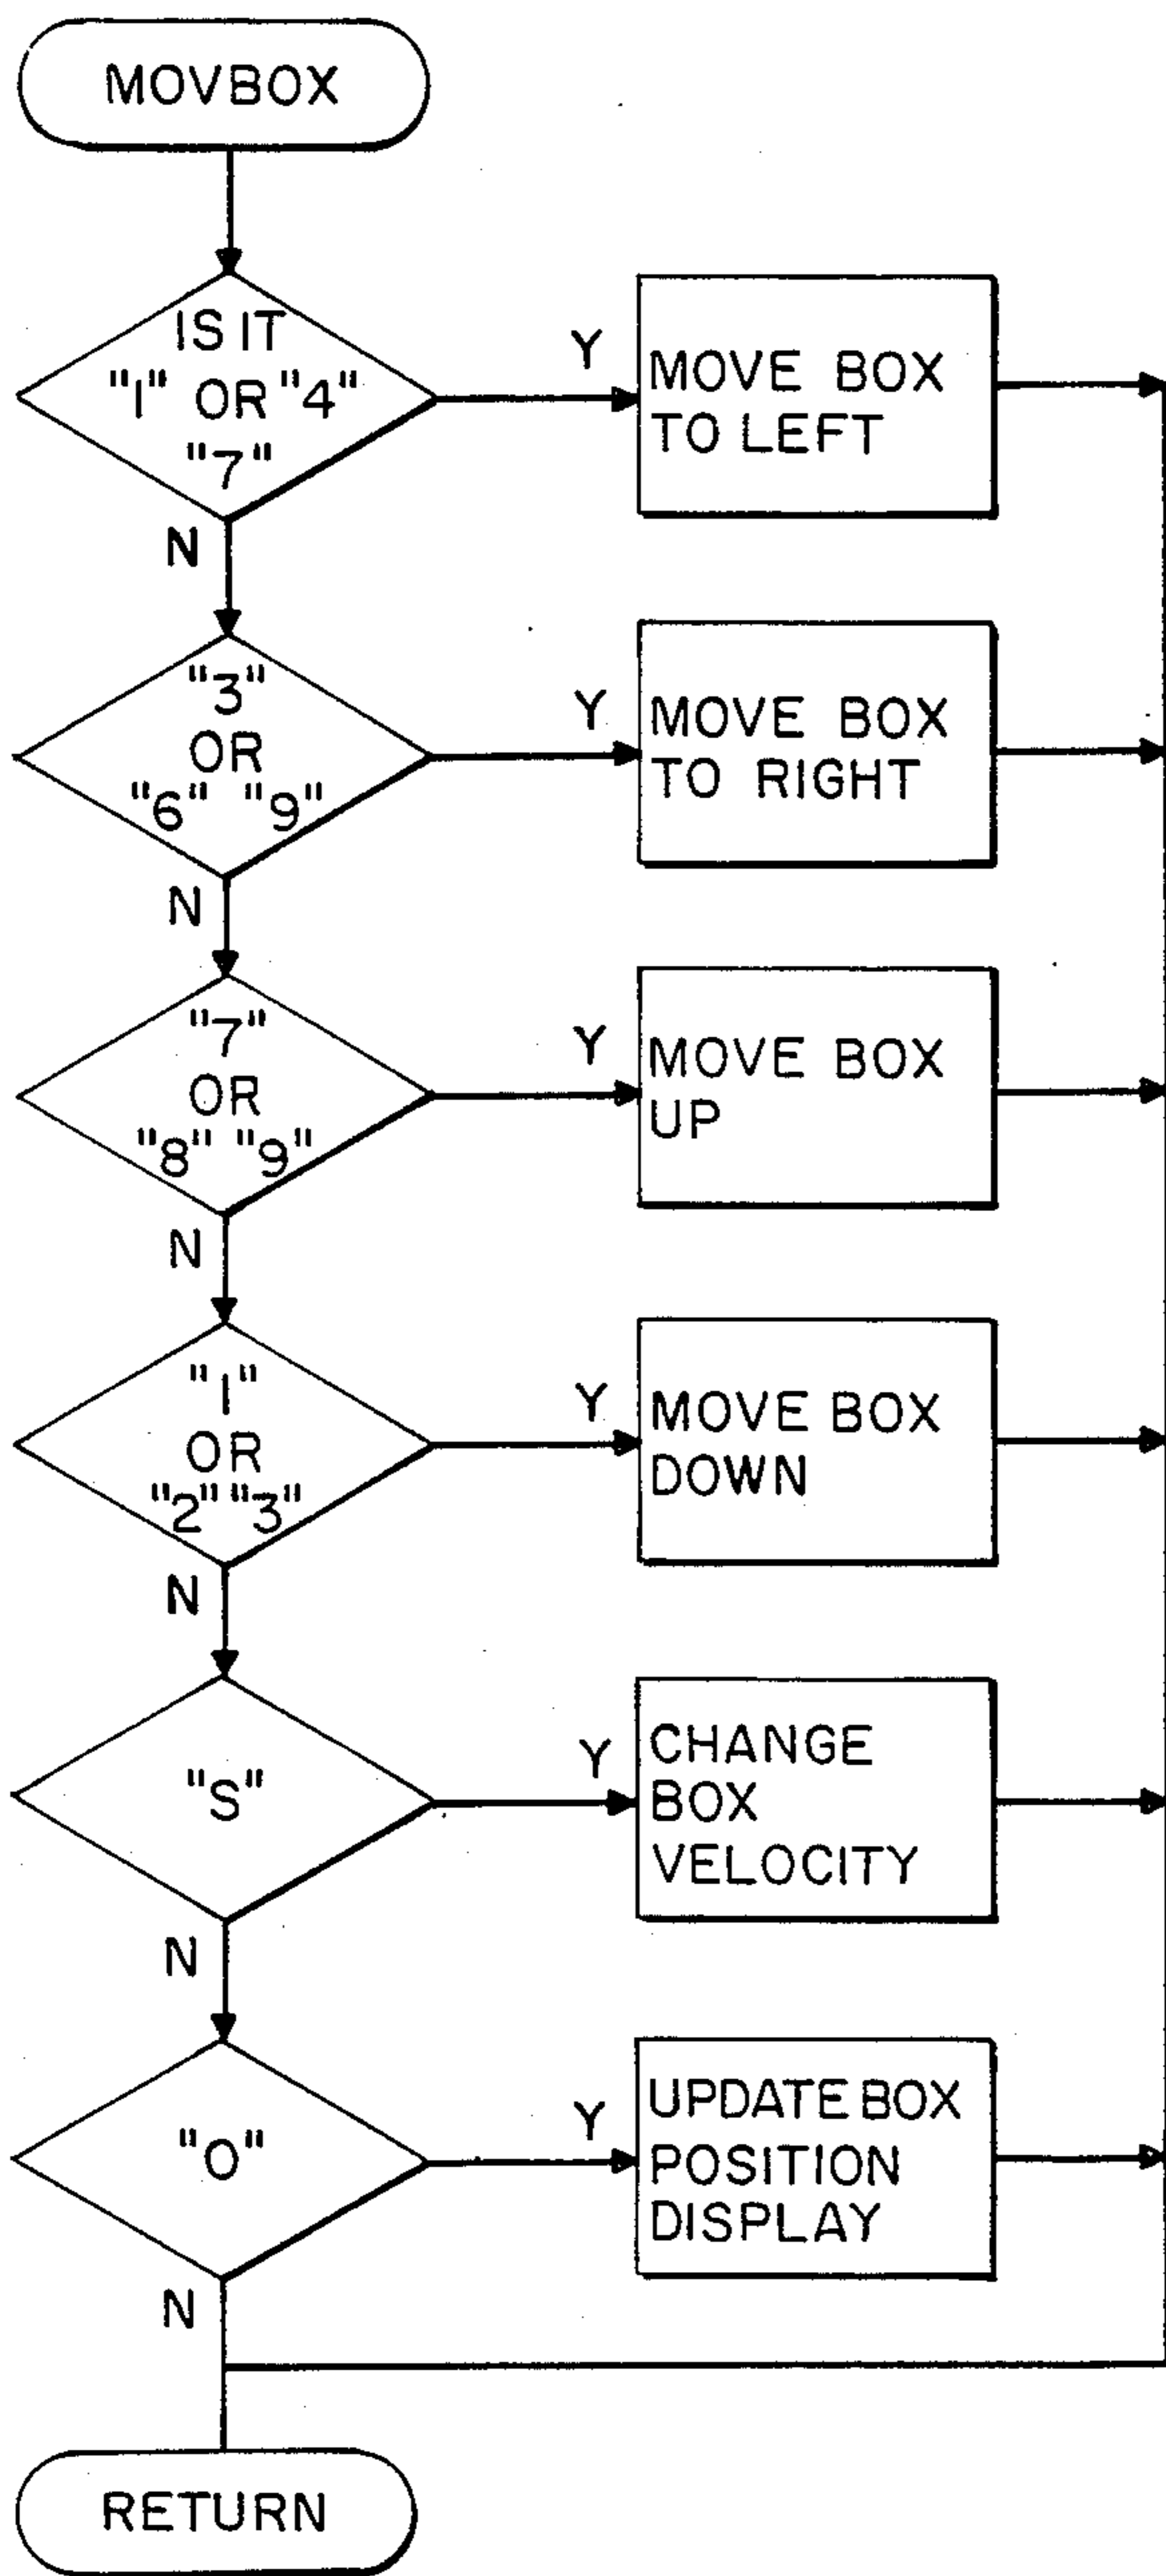 MOVBOX
IS IT
"1" OR "4"
"7"
Y
MOVE BOX
TO LEFT
N
"3"
OR
"6" "9"
Y
MOVE BOX
TO RIGHT
N
"7"
OR
"8" "9"
Y
MOVE BOX
UP
N
"1"
OR
"2" "3"
Y
MOVE BOX
DOWN
N
"S"
Y
CHANGE
BOX
VELOCITY
N
"0"
Y
UPDATE BOX
POSITION
DISPLAY
N
RETURN